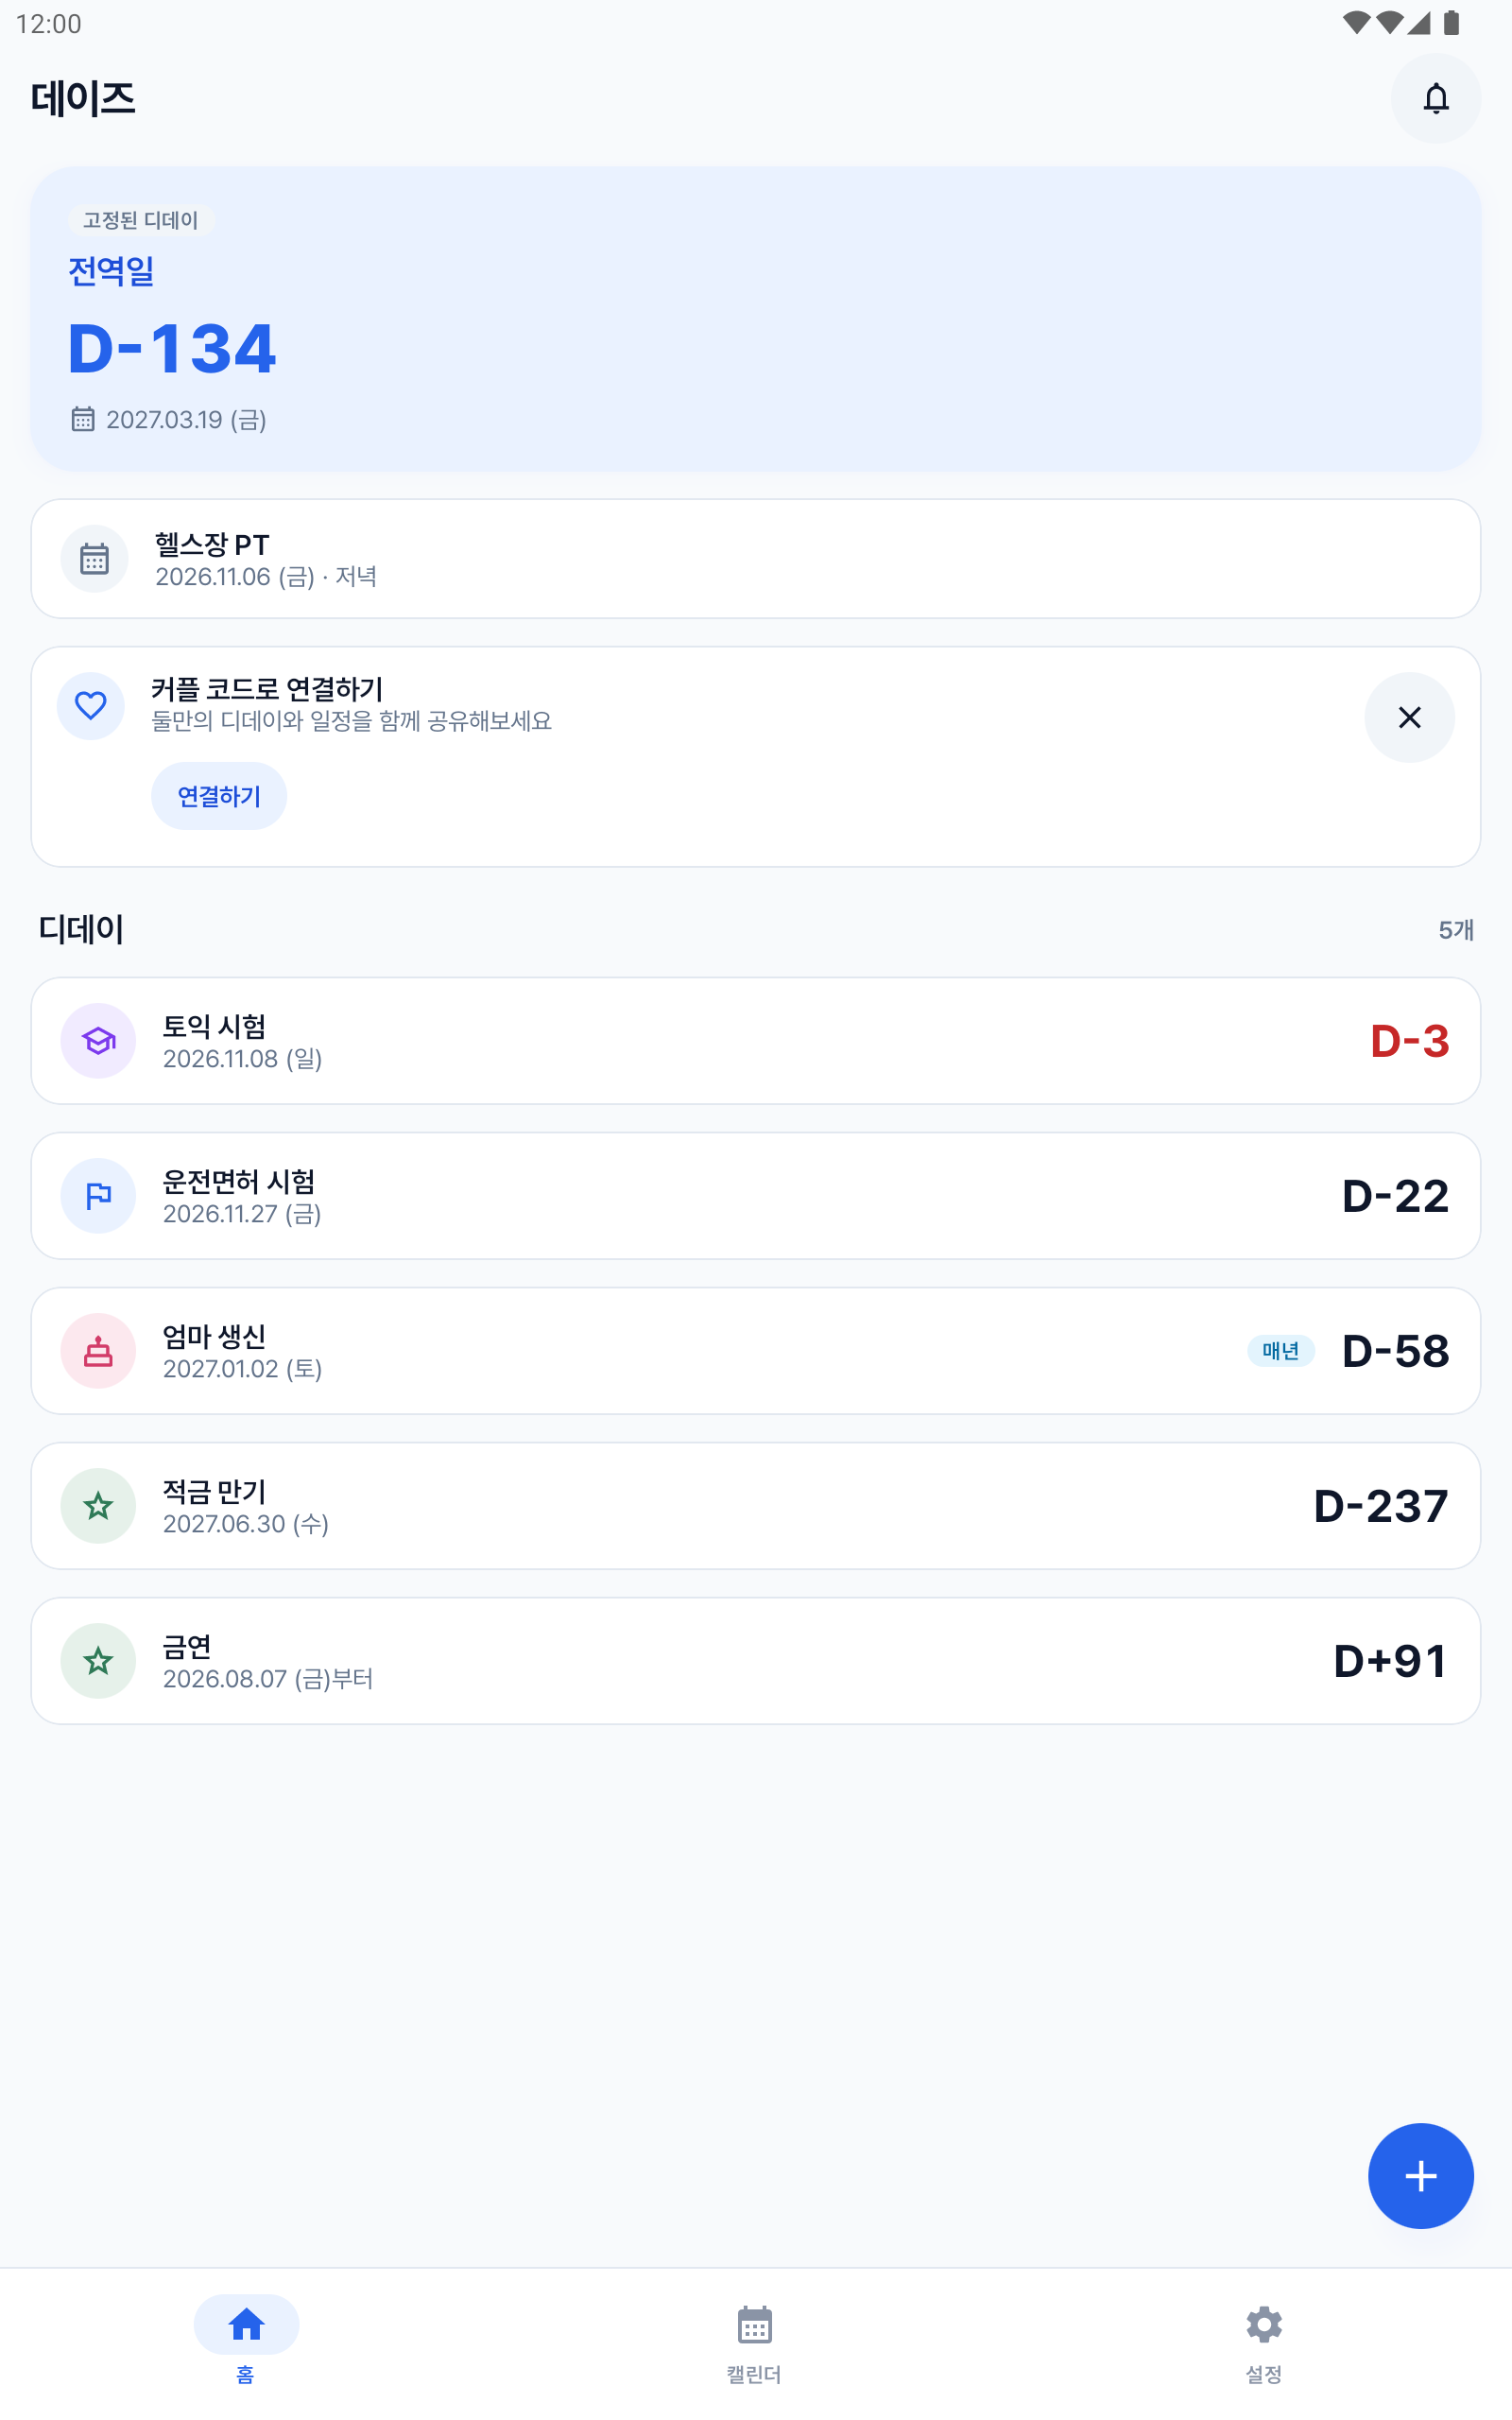 12:00
데이즈
고정된 디데이
전역일
D-134
2027.03.19 (금)
헬스장 PT
2026.11.06 (금) · 저녁
커플 코드로 연결하기
둘만의 디데이와 일정을 함께 공유해보세요
연결하기
디데이
5개
토익 시험
2026.11.08 (일)
D-3
운전면허 시험
2026.11.27 (금)
D-22
엄마 생신
2027.01.02 (토)
매년
D-58
적금 만기
2027.06.30 (수)
D-237
금연
2026.08.07 (금)부터
D+91
홈
캘린더
설정